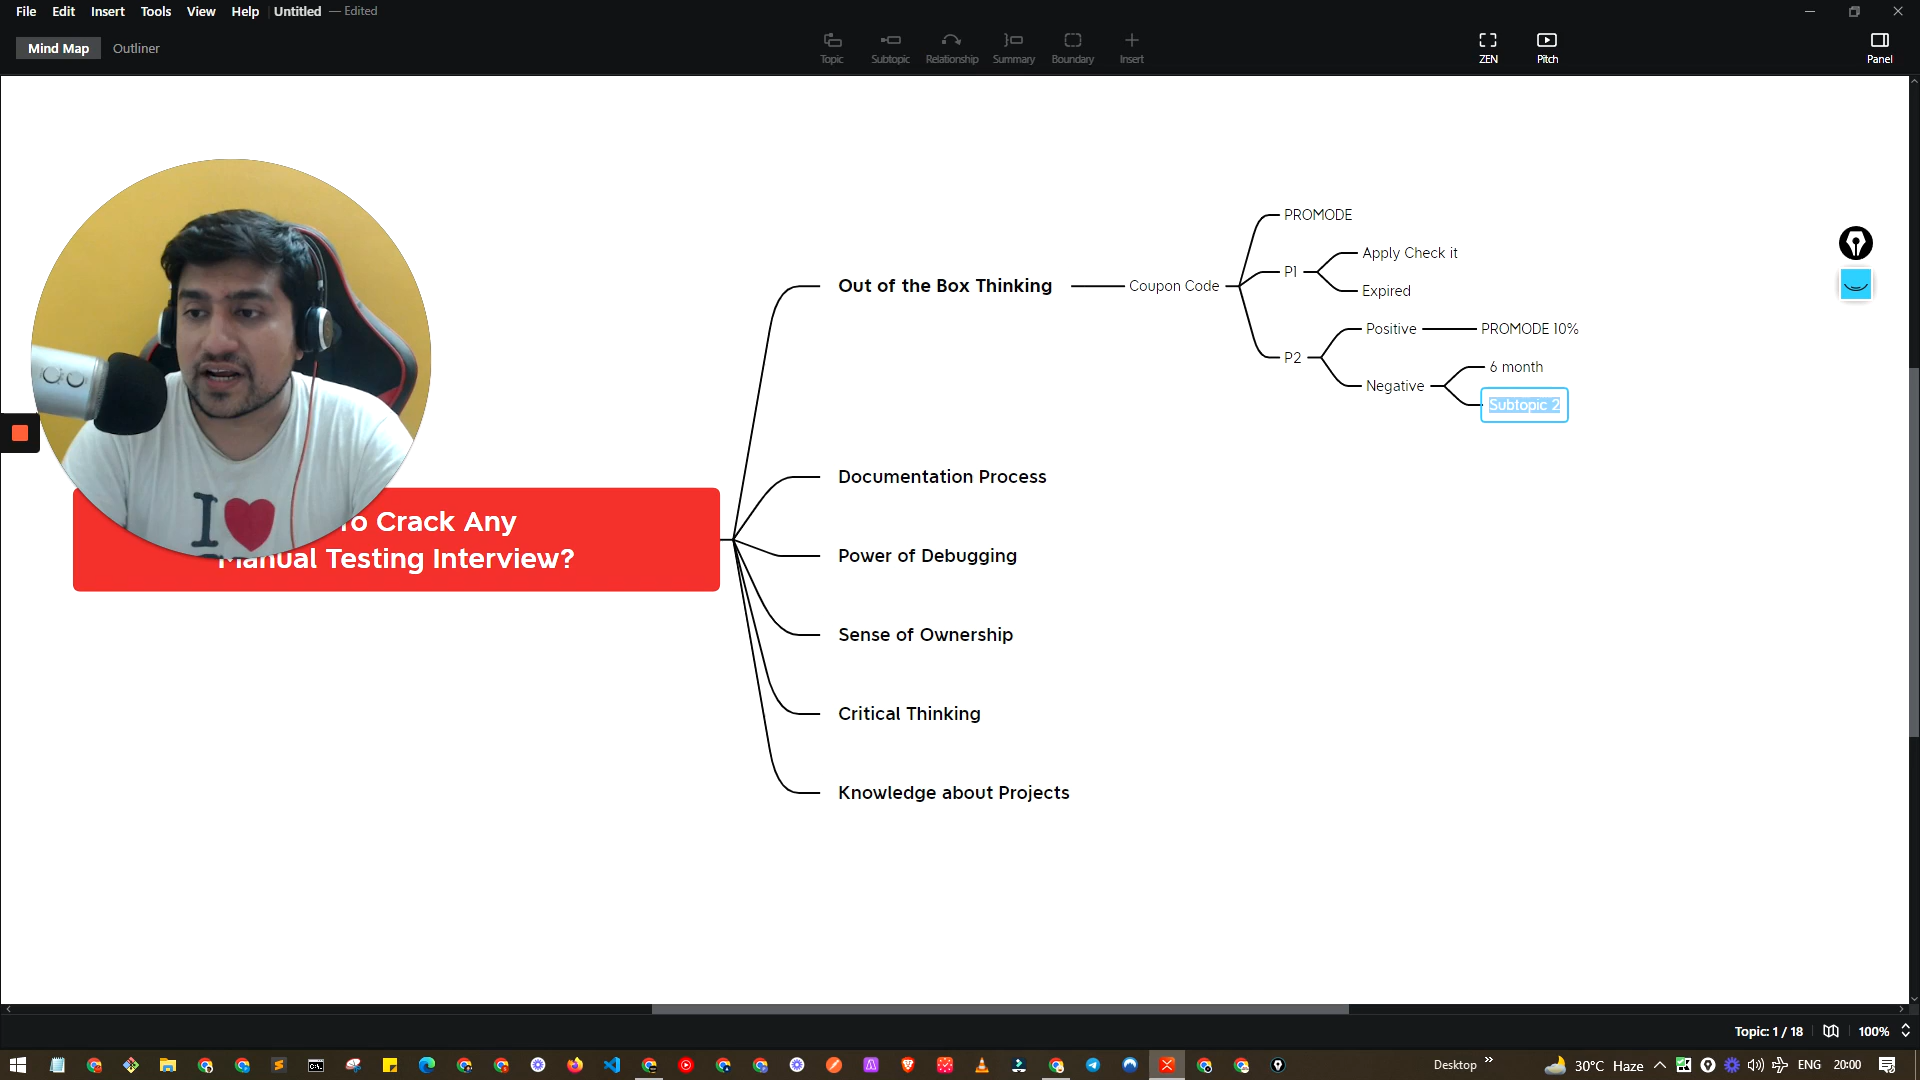 File Edit Insert Tools View Help Untitled — Edited
Mind Map Outliner
Topic Subtopic Relationship Summary Boundary Insert
ZEN Pitch Panel
PROMODE
Apply Check it
P1
Out of the Box Thinking Coupon Code
Expired
Positive PROMODE 10%
P2
6 month
Negative
Subtopic 2
Documentation Process
I
To Crack Any
Manual Testing Interview?
Power of Debugging
Sense of Ownership
Critical Thinking
Knowledge about Projects
Topic: 1 / 18 100%
Desktop » 30°C Haze ENG 20:00